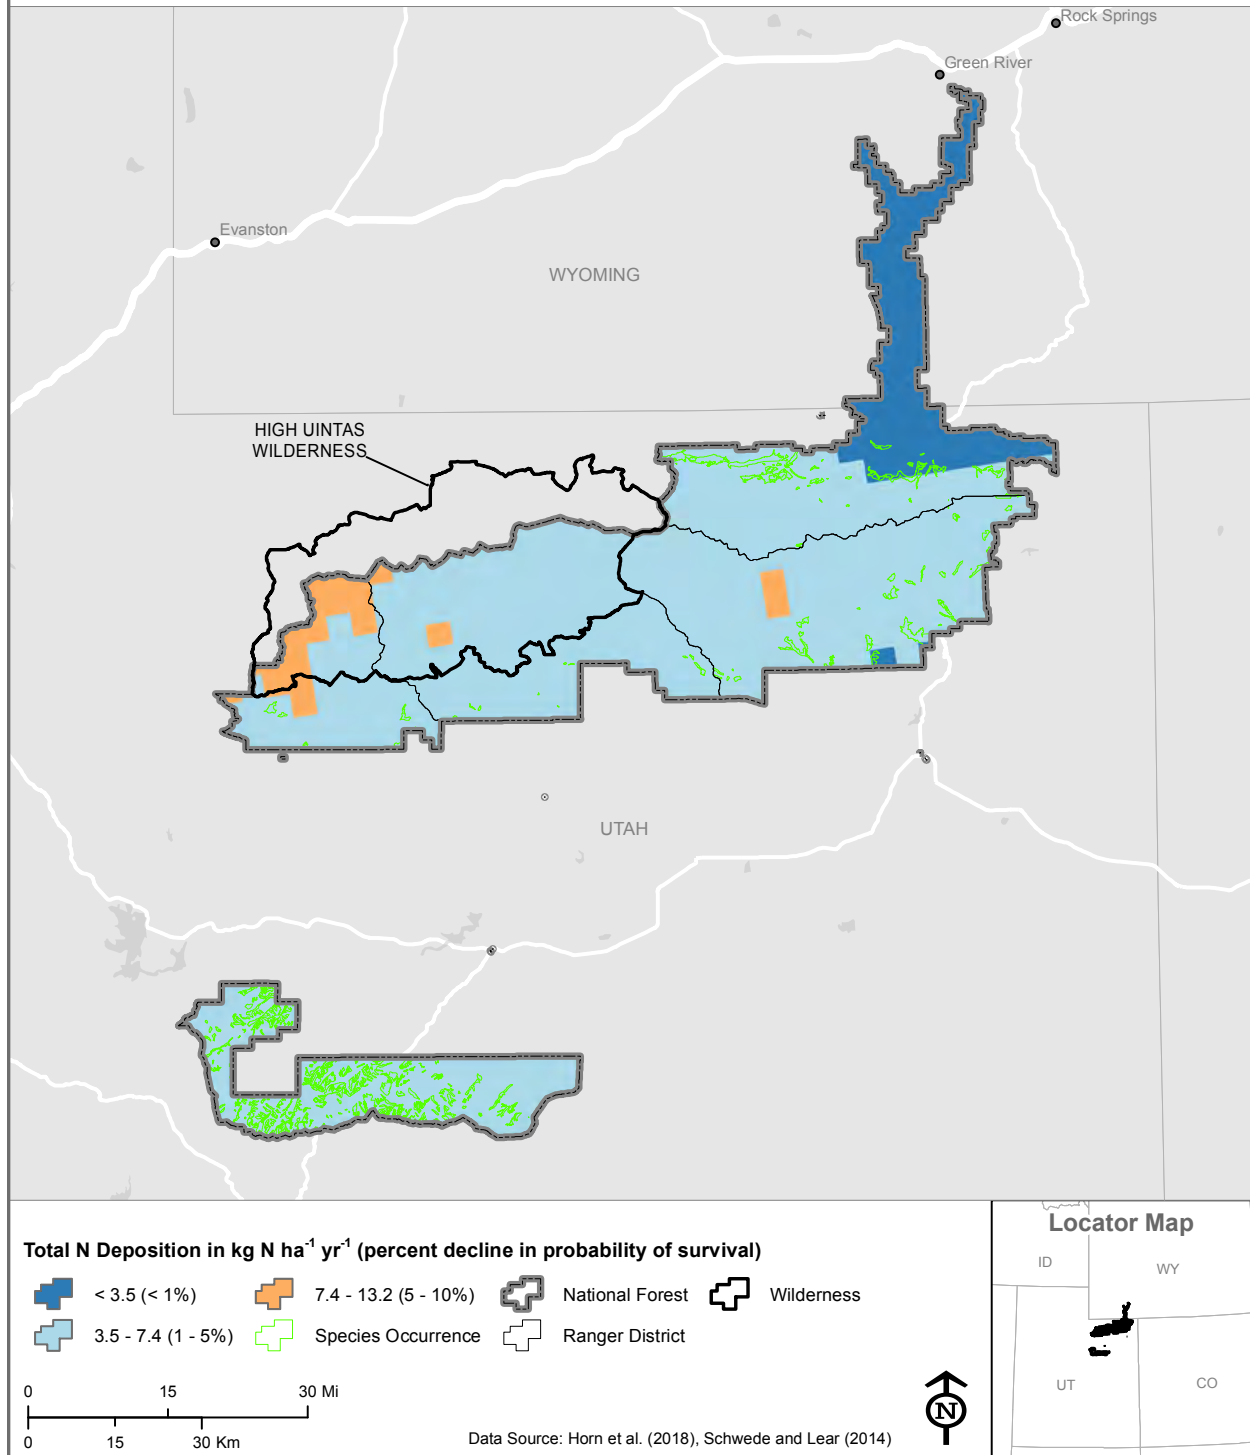 Rock Springs
Green River
Evanston
WYOMING
HIGH UINTAS
WILDERNESS
UTAH
Total N Deposition in kg N ha⁻¹ yr⁻¹ (percent decline in probability of survival)
< 3.5 (< 1%)
7.4 - 13.2 (5 - 10%)
National Forest
Wilderness
3.5 - 7.4 (1 - 5%)
Species Occurrence
Ranger District
0 15 30 Mi
0 15 30 Km
N
Data Source: Horn et al. (2018), Schwede and Lear (2014)
Locator Map
ID
WY
UT
CO